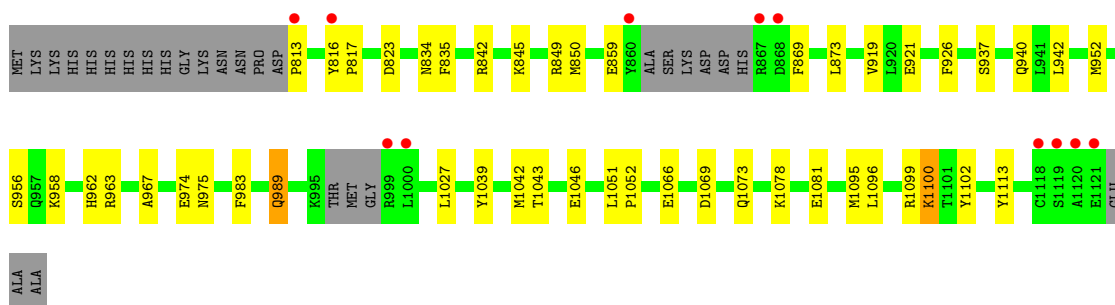 MET LYS LYS HIS HIS HIS HIS HIS HIS GLY LYS ASN ASN PRO ASP P813 Y816 P817 D823 N834 F835 R842 K845 R849 M850 E859 Y860 ALA SER LYS ASP ASP HIS R867 D868 F869 L873 V919 L920 E921 F926 S937 Q940 L941 L942 M952
S956 Q957 K958 H962 R963 A967 E974 N975 F983 Q989 K995 THR MET GLY R999 L1000 L1027 Y1039 M1042 T1043 E1046 L1051 P1052 E1066 D1069 Q1073 K1078 E1081 M1095 L1096 R1099 K1100 T1101 Y1102 Y1113 C1118 S1119 A1120 E1121 GLU
ALA ALA